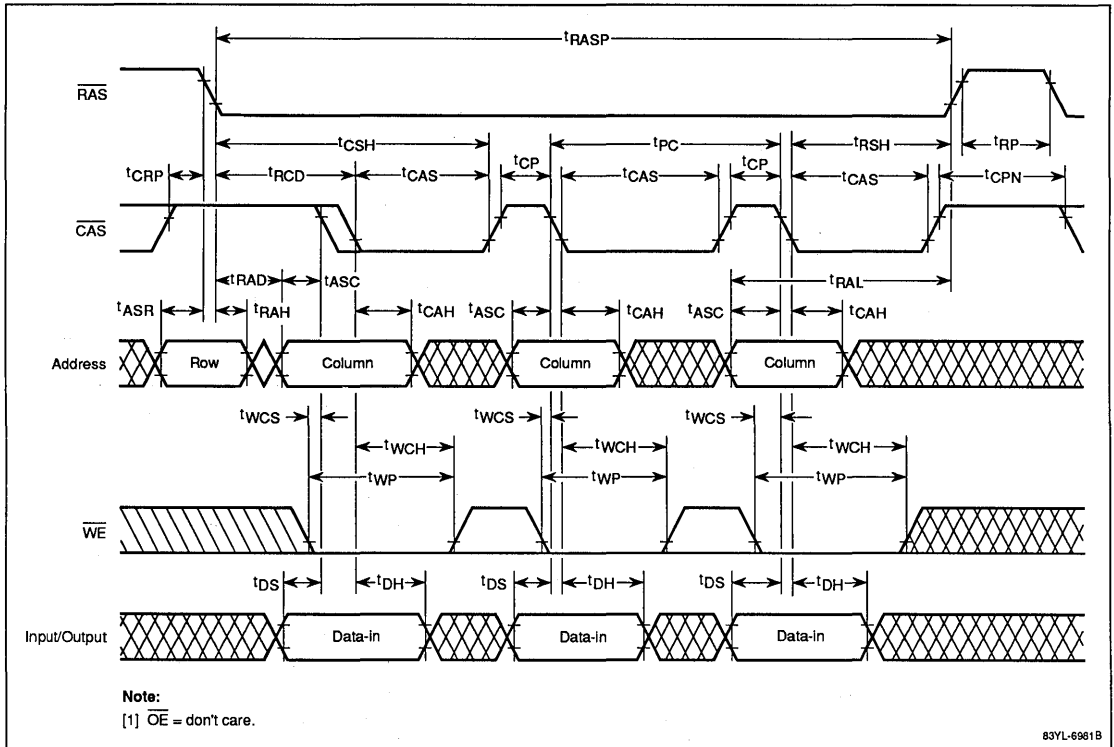 tRASP
RAS
tCSH tPC tRSH tRP
tCRP tRCD tCAS tCP tCAS tCP tCAS tCPN
CAS
tRAD tASC tRAL
tASR tRAH tCAH tASC tCAH tASC tCAH
Address Row Column Column Column
tWCS tWCS tWCS
tWCH tWCH tWCH
tWP tWP tWP
WE
tDS tDH tDS tDH tDS tDH
Input/Output Data-in Data-in Data-in
Note:
[1] OE = don't care.
83YL-6981B